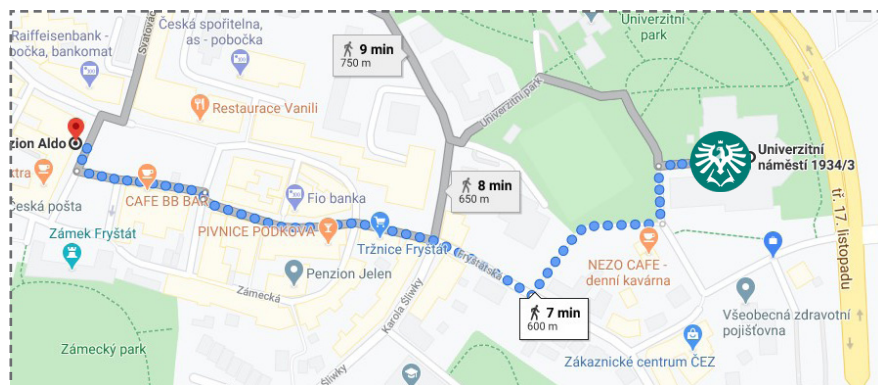 Raiffeisenbank -
bočka, bankomat
Svatovác
Česká spořitelna,
as - pobočka
9 min
750 m
Univerzitní
park
Restaurace Vanili
Univerzitní park
zion Aldo
Univerzitní
náměstí 1934/3
xtra
CAFE BB BAR
8 min
650 m
Fio banka
Česká pošta
PIVNICE PODKOVA
Tržnice Fryštát
tř. 17. listopadu
Zámek Fryštát
Fryštátská
NEZO CAFE -
denní kavárna
Penzion Jelen
Zámecká
Karola Śliwky
7 min
600 m
Všeobecná zdravotní
pojišťovna
Zámecký park
Zákaznické centrum ČEZ